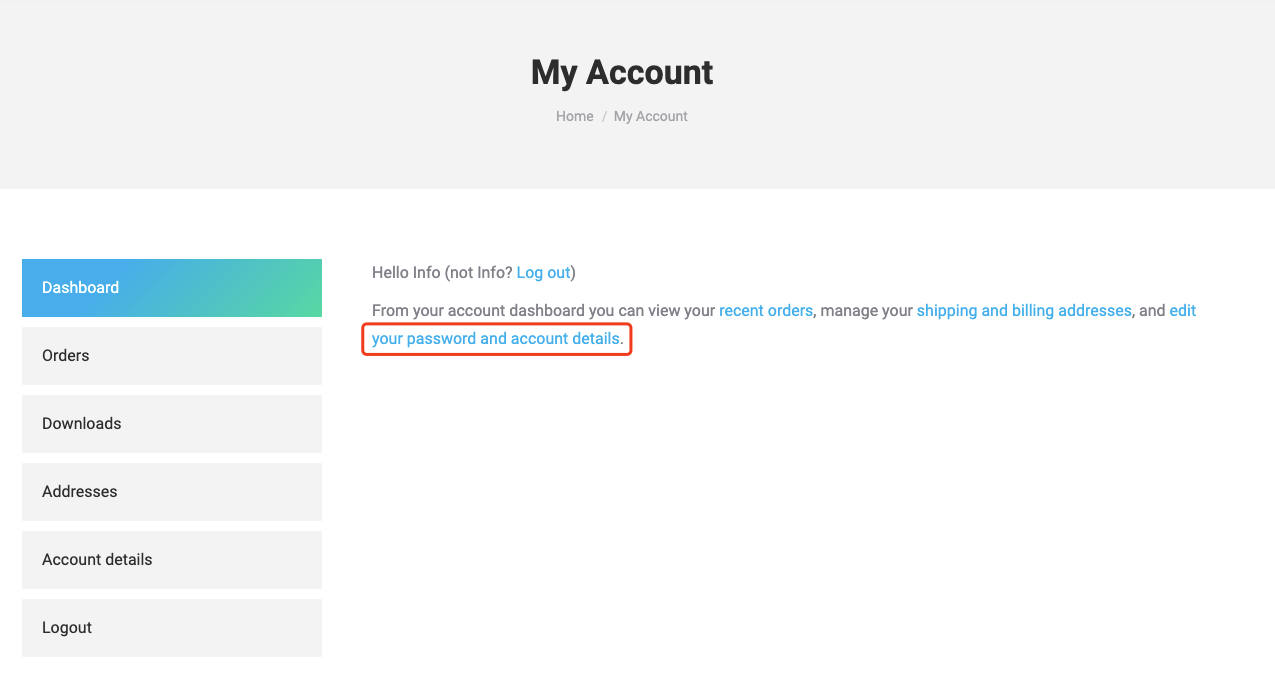 My Account
Home / My Account
Dashboard
Orders
Downloads
Addresses
Account details
Logout
Hello Info (not Info? Log out)
From your account dashboard you can view your recent orders, manage your shipping and billing addresses, and edit
your password and account details.